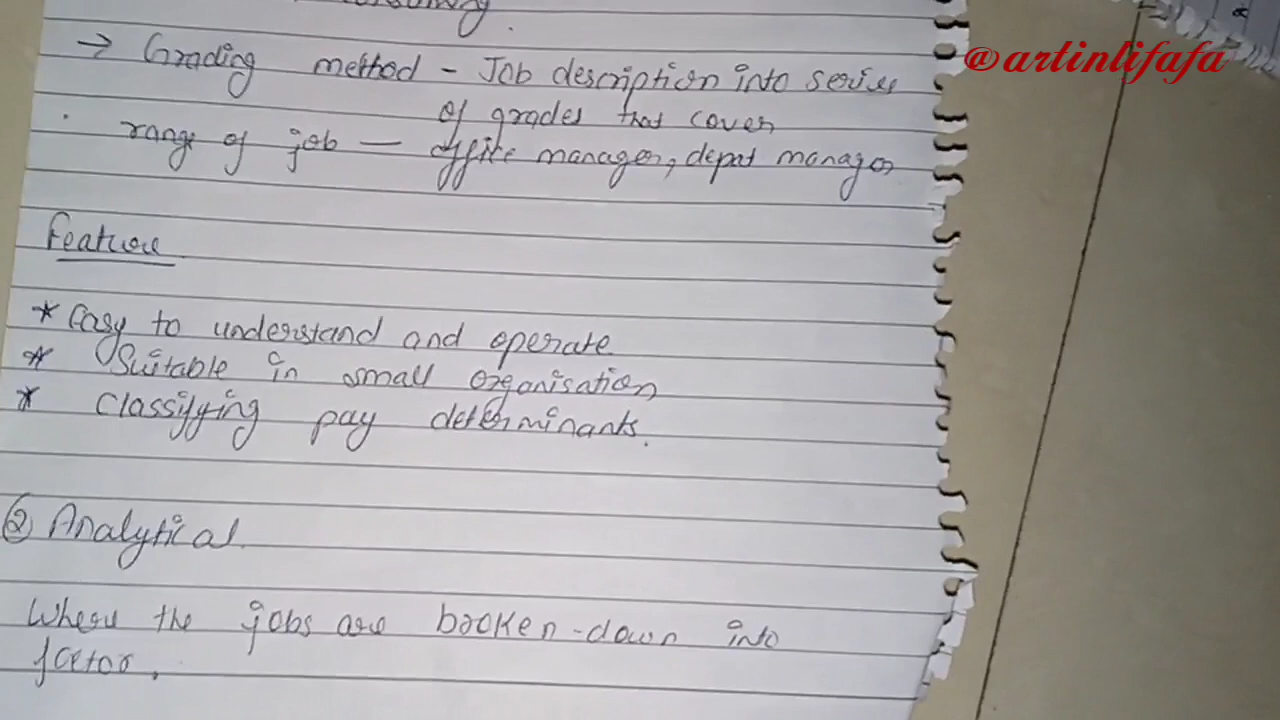 @artinlifafa
→ Grading method - Job description into series
of grades that cover
range of job — office manager, depat manager
Feature
* Easy to understand and operate
* Suitable in small organisation
* Classifying pay determinants.
② Analytical
Where the jobs are broken-down into
factor.